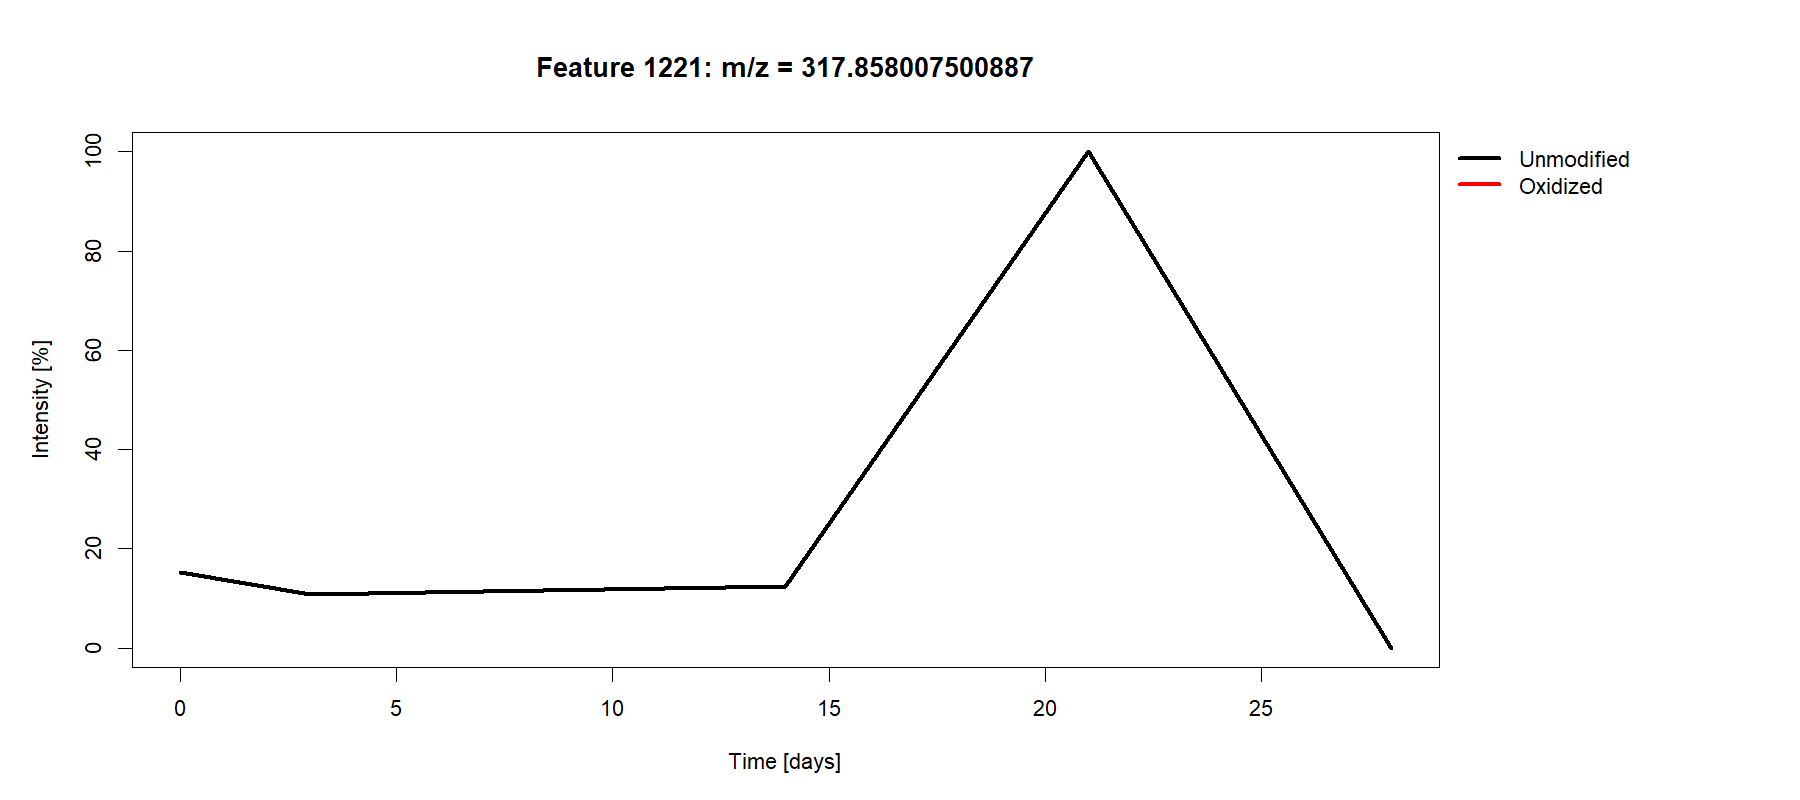 Feature 1221: m/z = 317.858007500887
Unmodified
Oxidized
Intensity [%]
100
80
60
40
20
0
0 5 10 15 20 25
Time [days]